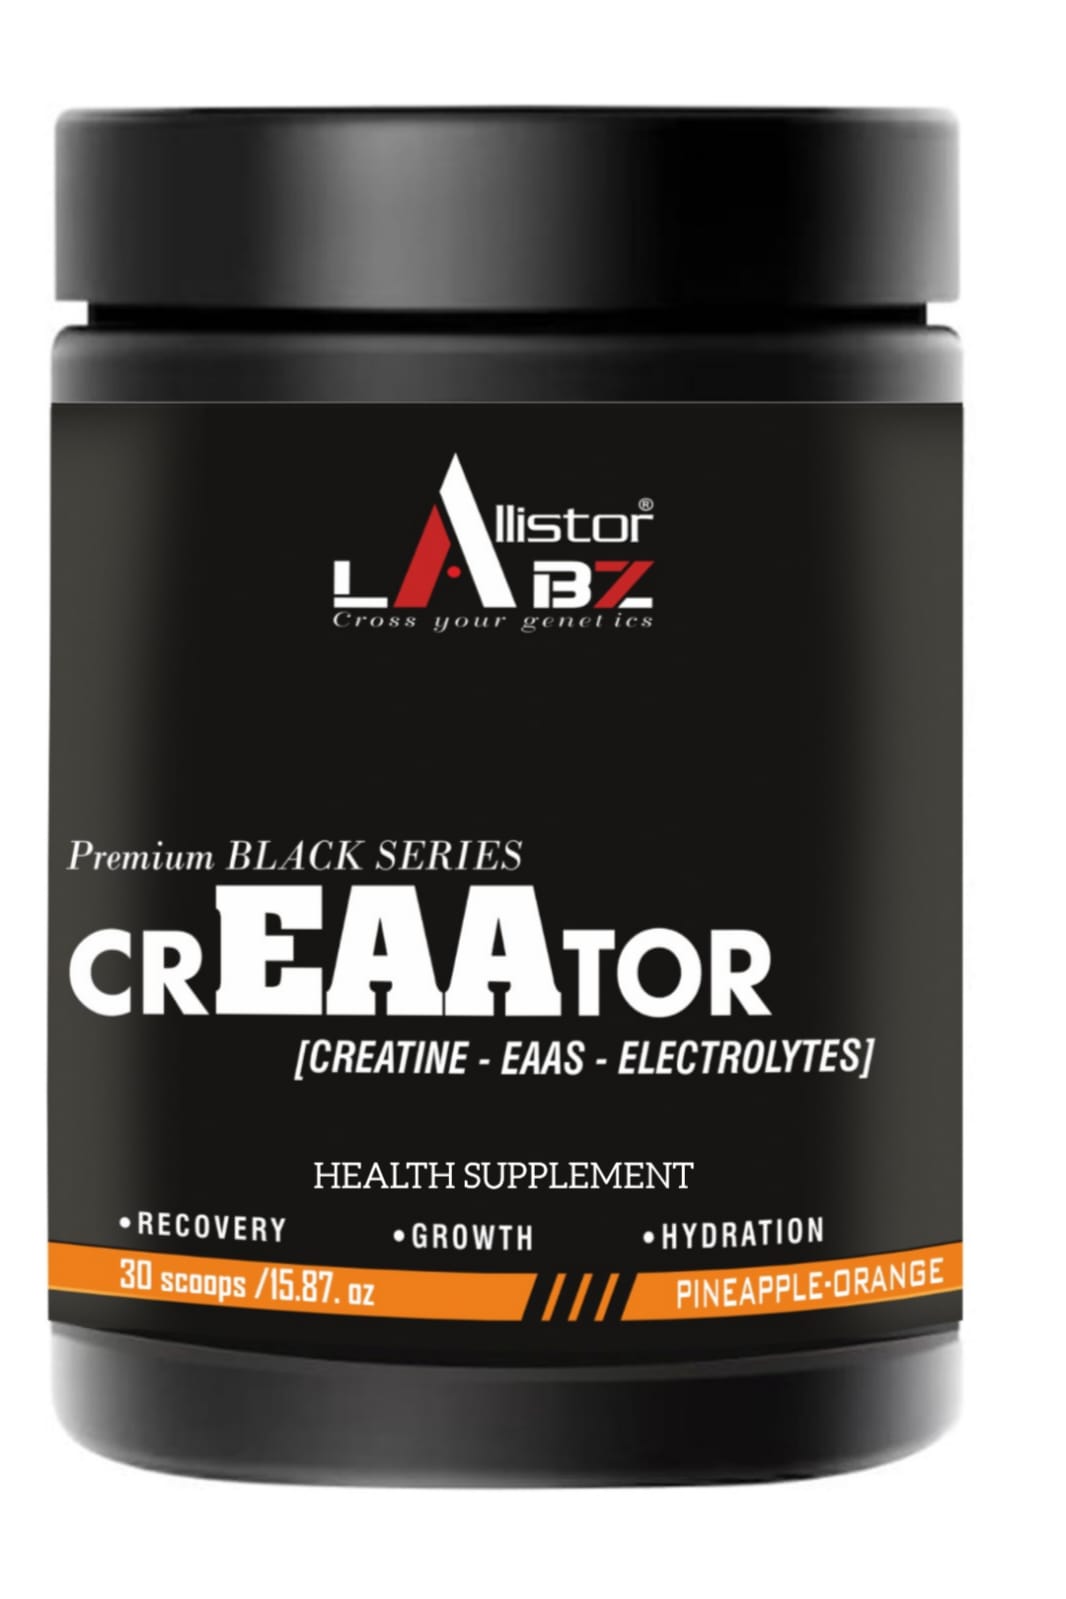 Allistor®
LABZ
Cross your genetics
Premium BLACK SERIES
CREAATOR
[CREATINE - EAAS - ELECTROLYTES]
HEALTH SUPPLEMENT
•RECOVERY •GROWTH •HYDRATION
30 scoops /15.87. oz PINEAPPLE-ORANGE